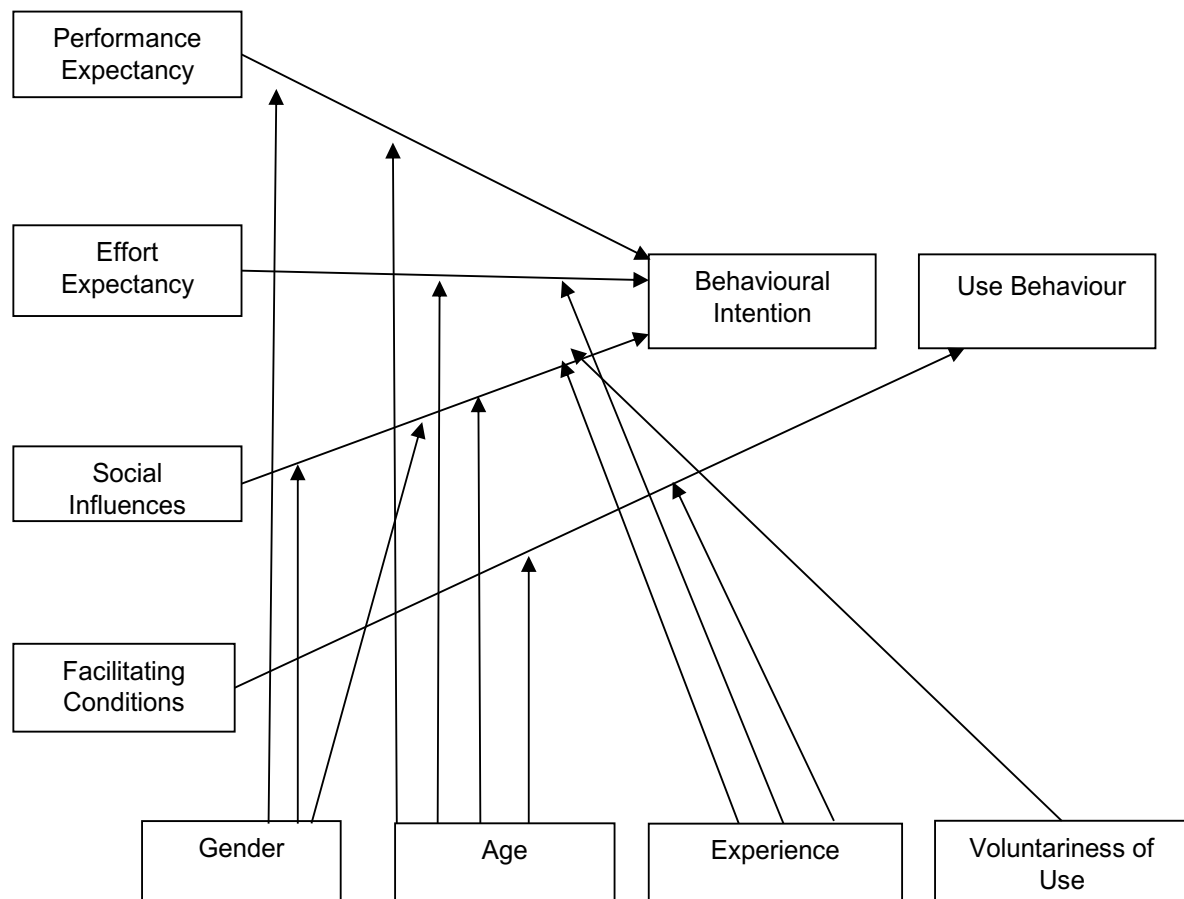 Performance
Expectancy
Effort
Expectancy
Behavioural
Intention
Use Behaviour
Social
Influences
Facilitating
Conditions
Gender
Age
Experience
Voluntariness of
Use